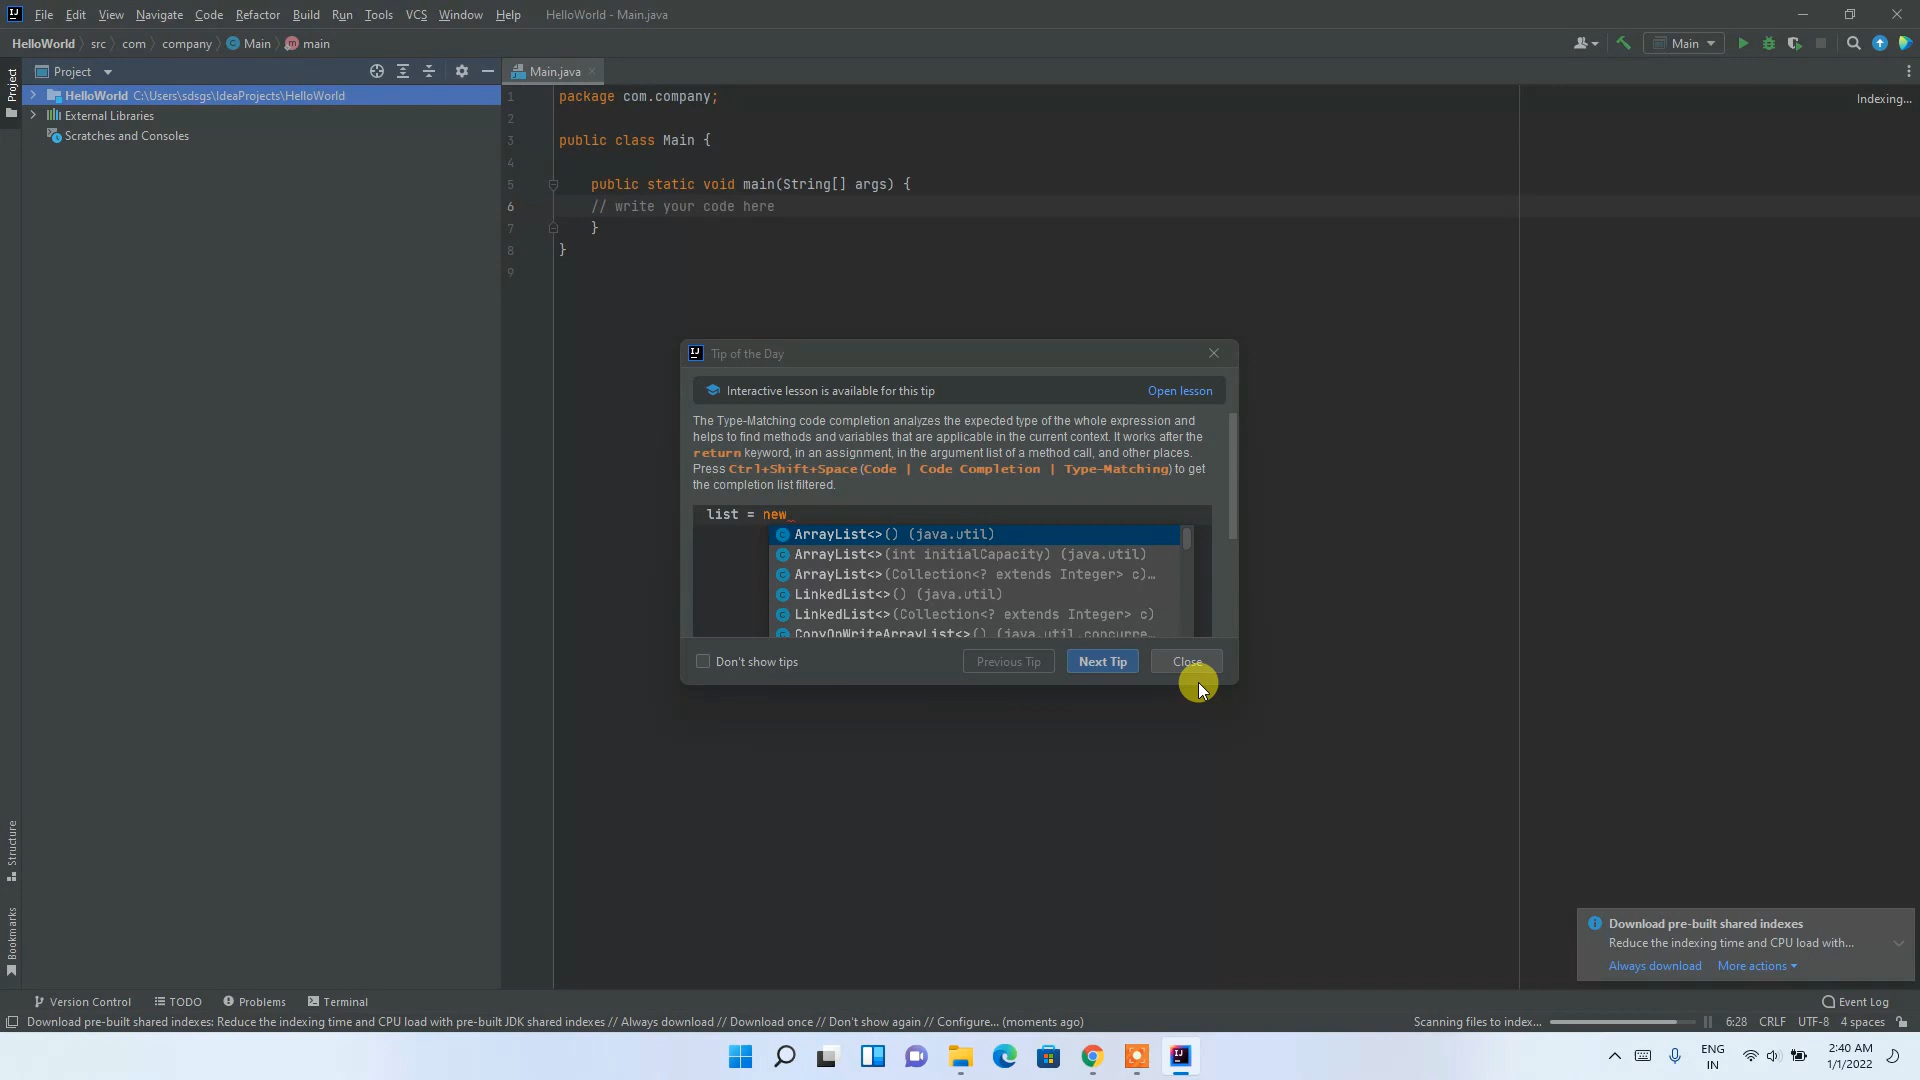 File Edit View Navigate Code Refactor Build Run Tools VCS Window Help HelloWorld - Main.java
HelloWorld src com company Main main
Main
Project
Project
Main.java
HelloWorld C:\Users\sdsgs\IdeaProjects\HelloWorld
External Libraries
Scratches and Consoles
Indexing...
1 package com.company;
2
3 public class Main {
4
5 public static void main(String[] args) {
6 // write your code here
7 }
8 }
9
Tip of the Day
Interactive lesson is available for this tip Open lesson
The Type-Matching code completion analyzes the expected type of the whole expression and
helps to find methods and variables that are applicable in the current context. It works after the
return keyword, in an assignment, in the argument list of a method call, and other places.
Press Ctrl+Shift+Space (Code | Code Completion | Type-Matching) to get
the completion list filtered.
list = new_
ArrayList<>() (java.util)
ArrayList<>(int initialCapacity) (java.util)
ArrayList<>(Collection<? extends Integer> c)...
LinkedList<>() (java.util)
LinkedList<>(Collection<? extends Integer> c)
CopyOnWriteArrayList<>() (java.util.concurre...
Don't show tips Previous Tip Next Tip Close
Structure
Bookmarks
Download pre-built shared indexes
Reduce the indexing time and CPU load with...
Always download More actions
Version Control TODO Problems Terminal Event Log
Download pre-built shared indexes: Reduce the indexing time and CPU load with pre-built JDK shared indexes // Always download // Download once // Don't show again // Configure... (moments ago) Scanning files to index... 6:28 CRLF UTF-8 4 spaces
ENG
IN
2:40 AM
1/1/2022